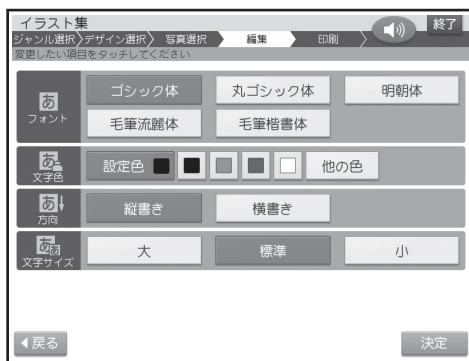 イラスト集
終了
ジャンル選択〉デザイン選択〉 写真選択 編集 印刷
変更したい項目をタッチしてください
あ
フォント
ゴシック体 丸ゴシック体 明朝体
毛筆流麗体 毛筆楷書体
あ
文字色
設定色 他の色
あ
方向
縦書き 横書き
あ あ
文字サイズ
大 標準 小
戻る 決定